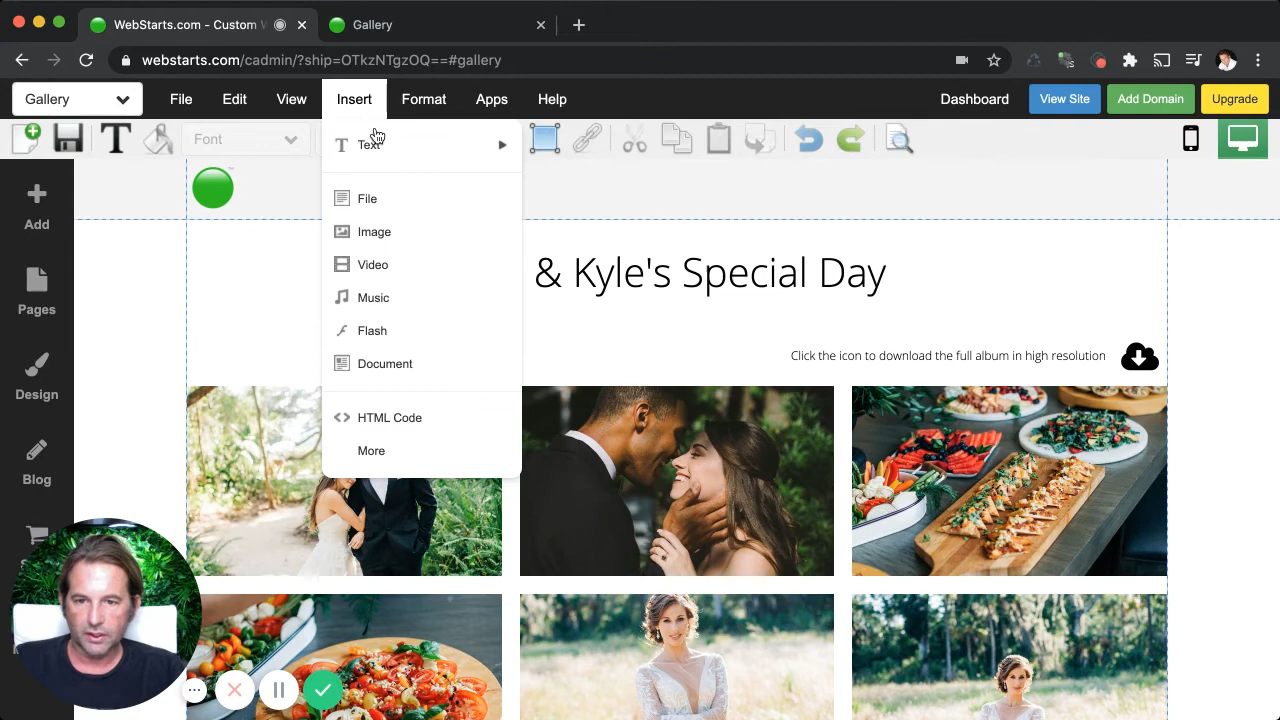 WebStarts.com - Custom
Gallery
webstarts.com/cadmin/?ship=OTkzNTgzOQ==#gallery
Gallery File Edit View Insert Format Apps Help Dashboard View Site Add Domain Upgrade
T Font
Text
File
Image
Video
Music
Flash
Document
HTML Code
More
Add
Pages
Design
Blog
& Kyle's Special Day
Click the icon to download the full album in high resolution